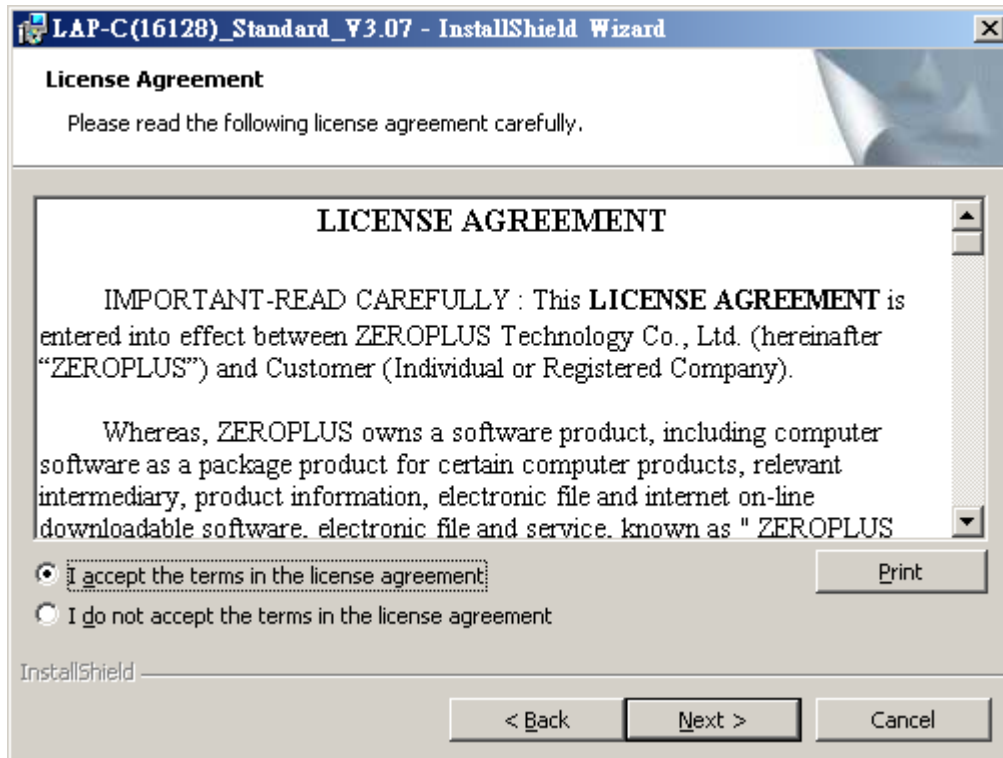 LAP-C(16128)_Standard_V3.07 - InstallShield Wizard
License Agreement
Please read the following license agreement carefully.
LICENSE AGREEMENT
IMPORTANT-READ CAREFULLY : This LICENSE AGREEMENT is
entered into effect between ZEROPLUS Technology Co., Ltd. (hereinafter
“ZEROPLUS”) and Customer (Individual or Registered Company).
Whereas, ZEROPLUS owns a software product, including computer
software as a package product for certain computer products, relevant
intermediary, product information, electronic file and internet on-line
downloadable software, electronic file and service, known as " ZEROPLUS
I accept the terms in the license agreement
Print
I do not accept the terms in the license agreement
InstallShield
< Back
Next >
Cancel